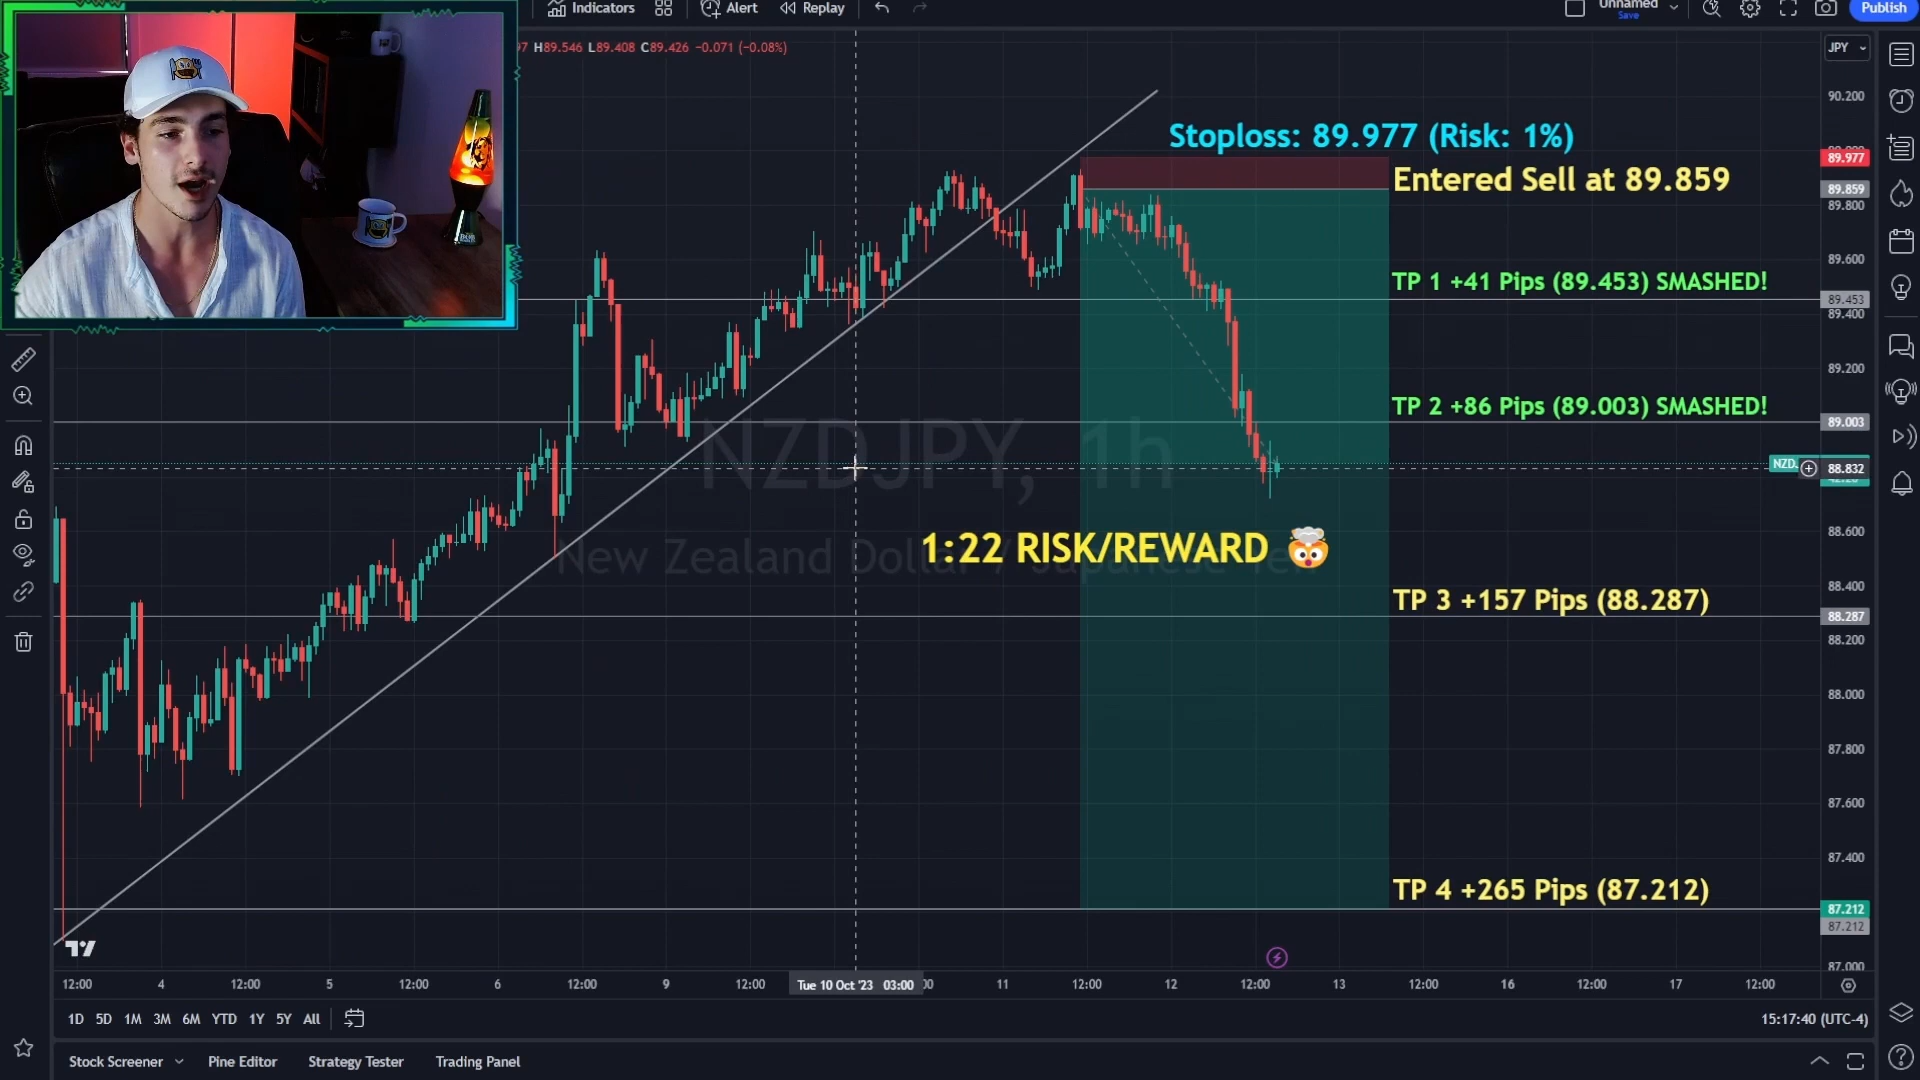 Indicators
Alert
Replay
Unnamed
Save
Publish
H89.546 L89.408 C89.426 −0.071 (−0.08%)
JPY
90.200
Stoploss: 89.977 (Risk: 1%)
89.977
Entered Sell at 89.859
89.859
89.800
89.600
TP 1 +41 Pips (89.453) SMASHED!
89.453
89.400
89.200
TP 2 +86 Pips (89.003) SMASHED!
89.003
NZDJPY, 1h
NZD
88.832
1:22 RISK/REWARD 🤯
New Zealand Dollar /
88.600
88.400
TP 3 +157 Pips (88.287)
88.287
88.200
88.000
87.800
87.600
87.400
TP 4 +265 Pips (87.212)
87.212
87.212
87.000
12:00 4 12:00 5 12:00 6 12:00 9 12:00 Tue 10 Oct '23 03:00 11 12:00 12 12:00 13 12:00 16 12:00 17 12:00
1D 5D 1M 3M 6M YTD 1Y 5Y All
15:17:40 (UTC-4)
Stock Screener
Pine Editor
Strategy Tester
Trading Panel